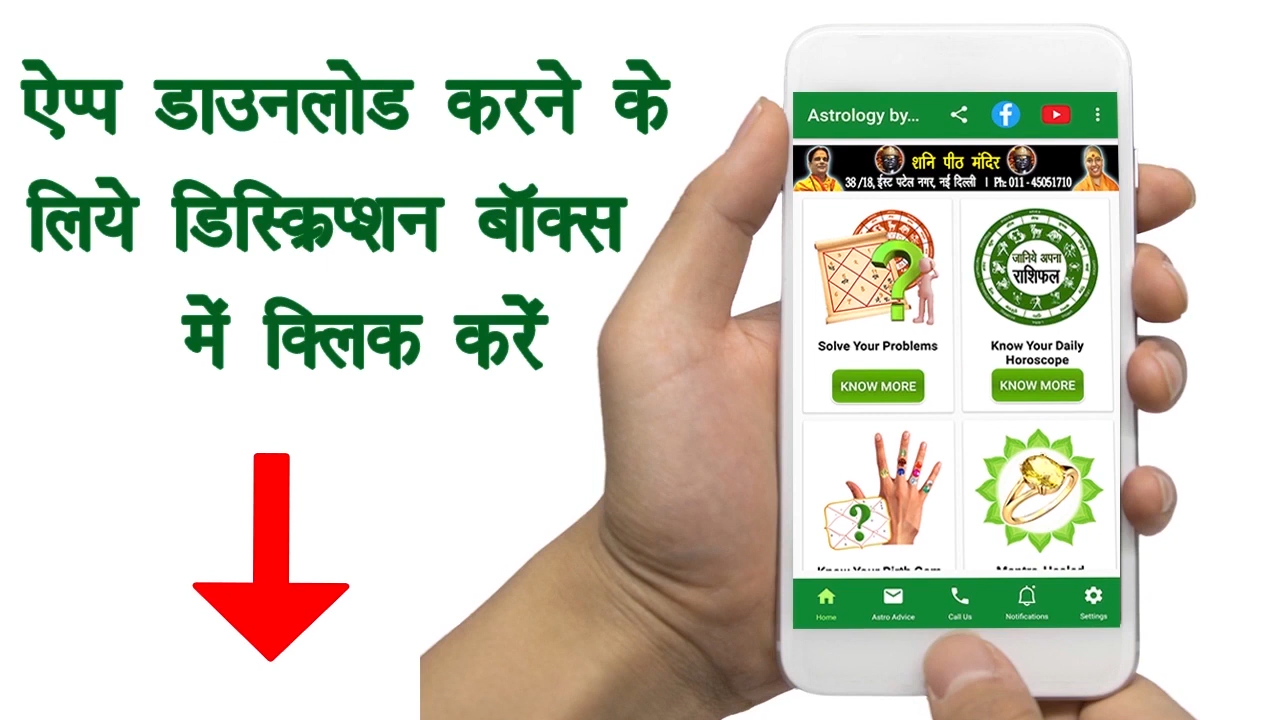 ऐप्प डाउनलोड करने के
लिये डिस्क्रिप्शन बॉक्स
में क्लिक करें
Astrology by...
शनि पीठ मंदिर
38 /18, ईस्ट पटेल नगर, नई दिल्ली । Ph: 011 - 45051710
जानिये अपना
राशिफल
Solve Your Problems
Know Your Daily
Horoscope
KNOW MORE
KNOW MORE
Home
Astro Advice
Call Us
Notifications
Settings